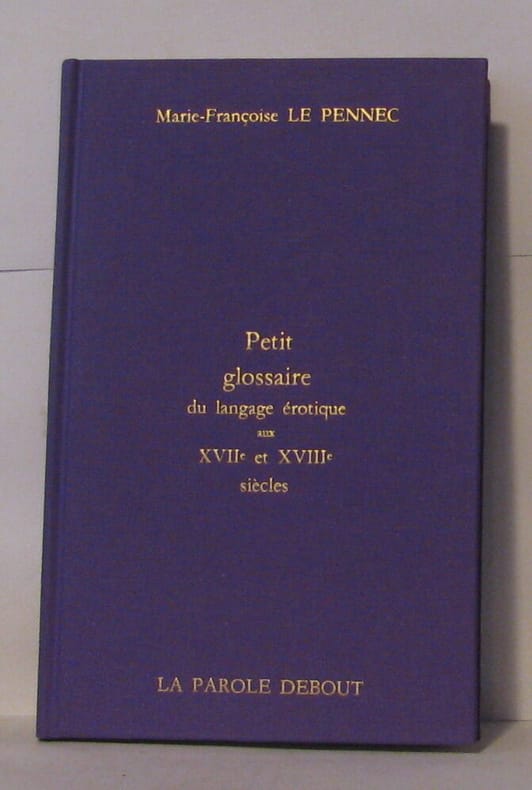 Marie-Françoise LE PENNEC
Petit
glossaire
du langage érotique
aux
XVIIe et XVIIIe
siècles
LA PAROLE DEBOUT